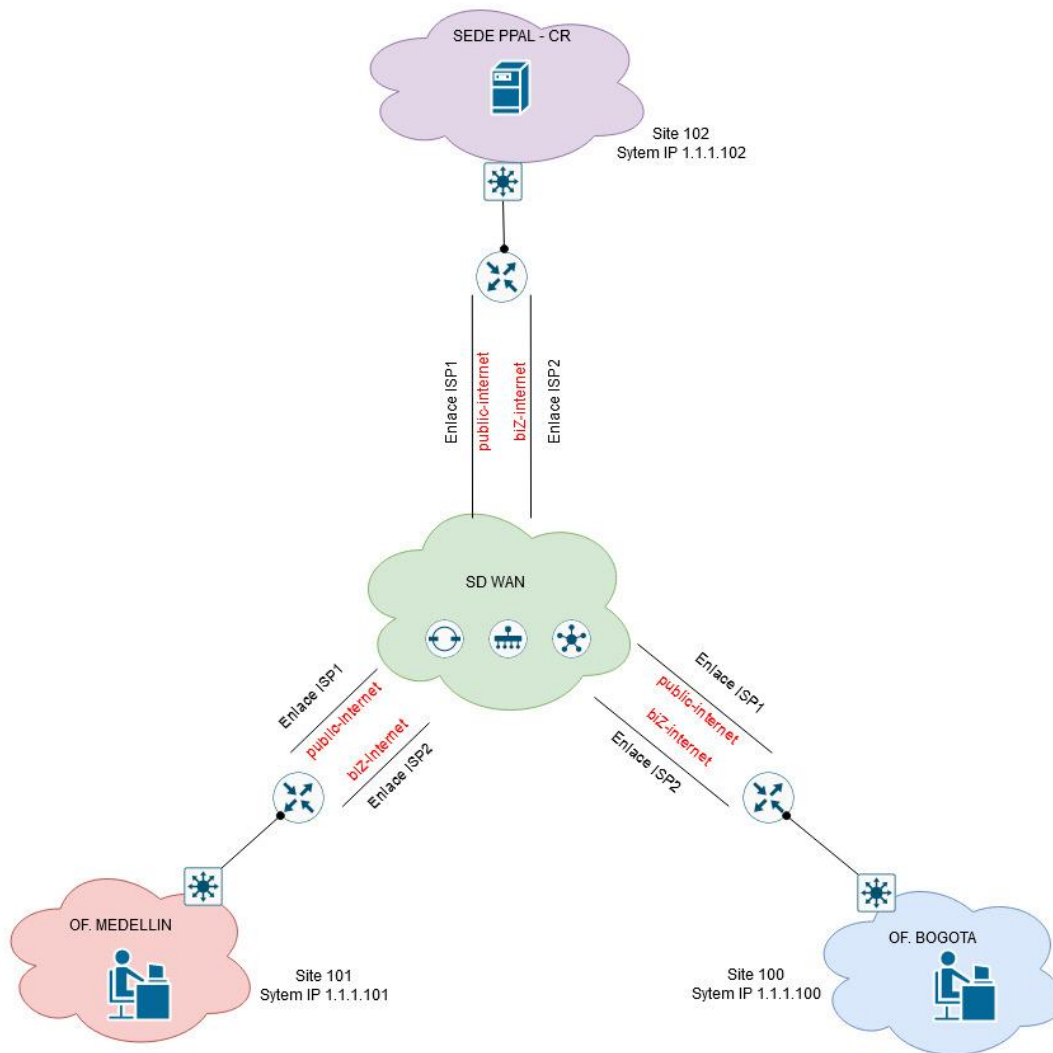 SEDE PPAL - CR
Site 102
Sytem IP 1.1.1.102
Enlace ISP1
public-internet
biZ-internet
Enlace ISP2
SD WAN
Enlace ISP1
public-internet
biZ-internet
Enlace ISP2
Enlace ISP1
public-internet
biZ-internet
Enlace ISP2
OF. MEDELLIN
Site 101
Sytem IP 1.1.1.101
OF. BOGOTA
Site 100
Sytem IP 1.1.1.100